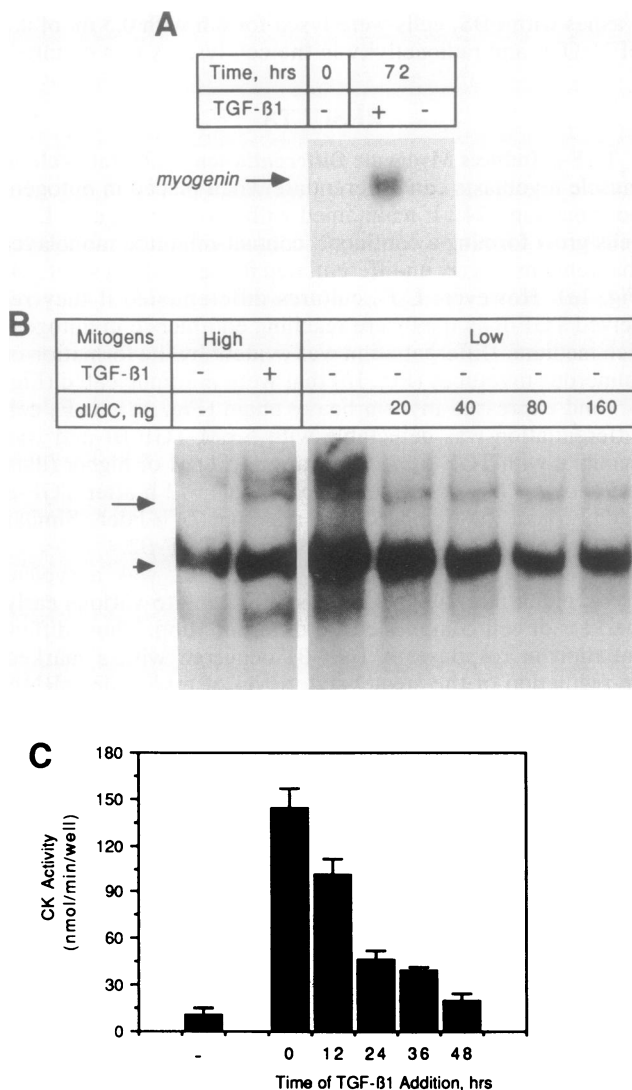 A
Time, hrs 0 72
TGF-ß1 - + -
myogenin
B
Mitogens High Low
TGF-ß1 - + - - - - -
dI/dC, ng - - - 20 40 80 160
C
CK Activity
(nmol/min/well)
180
150
120
90
60
30
0
- 0 12 24 36 48
Time of TGF-ß1 Addition, hrs